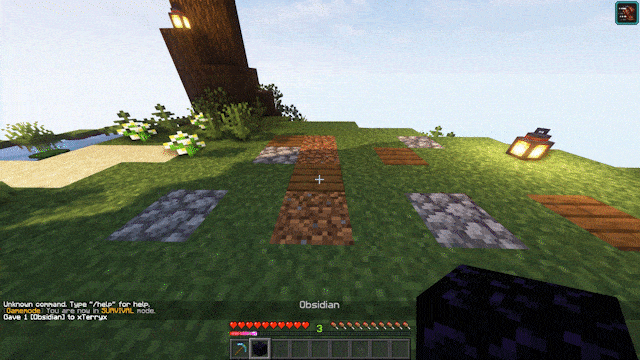 Unknown command. Type "/help" for help.
[Gamemode] You are now in SURVIVAL mode.
Gave 1 [Obsidian] to xTerryx
Obsidian
3